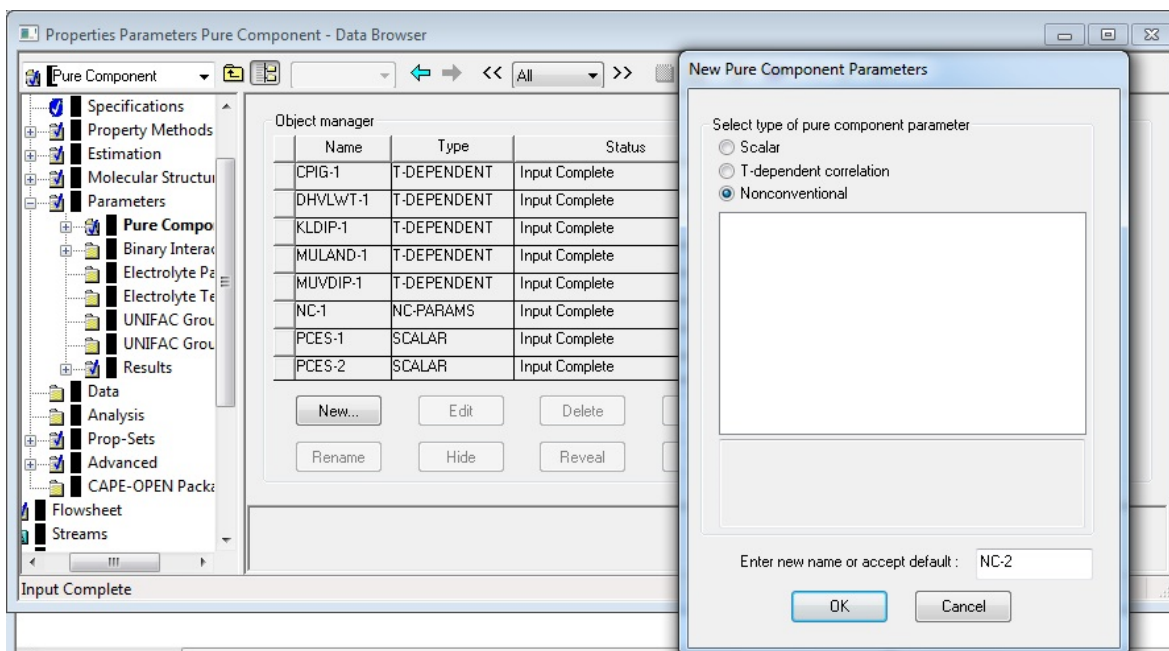 Properties Parameters Pure Component - Data Browser
Pure Component
<< All >>
Specifications
Property Methods
Estimation
Molecular Structur
Parameters
Pure Compo
Binary Interac
Electrolyte Pa
Electrolyte Te
UNIFAC Grou
UNIFAC Grou
Results
Data
Analysis
Prop-Sets
Advanced
CAPE-OPEN Packa
Flowsheet
Streams
Input Complete
Object manager
Name Type Status
CPIG-1 T-DEPENDENT Input Complete
DHVLWT-1 T-DEPENDENT Input Complete
KLDIP-1 T-DEPENDENT Input Complete
MULAND-1 T-DEPENDENT Input Complete
MUVDIP-1 T-DEPENDENT Input Complete
NC-1 NC-PARAMS Input Complete
PCES-1 SCALAR Input Complete
PCES-2 SCALAR Input Complete
New... Edit Delete
Rename Hide Reveal
New Pure Component Parameters
Select type of pure component parameter
Scalar
T-dependent correlation
Nonconventional
Enter new name or accept default : NC-2
OK Cancel